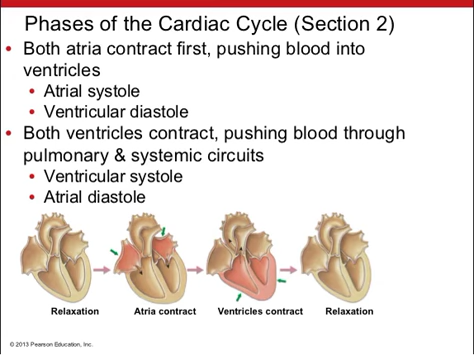 Phases of the Cardiac Cycle (Section 2)
• Both atria contract first, pushing blood into
ventricles
• Atrial systole
• Ventricular diastole
• Both ventricles contract, pushing blood through
pulmonary & systemic circuits
• Ventricular systole
• Atrial diastole
Relaxation Atria contract Ventricles contract Relaxation
© 2013 Pearson Education, Inc.